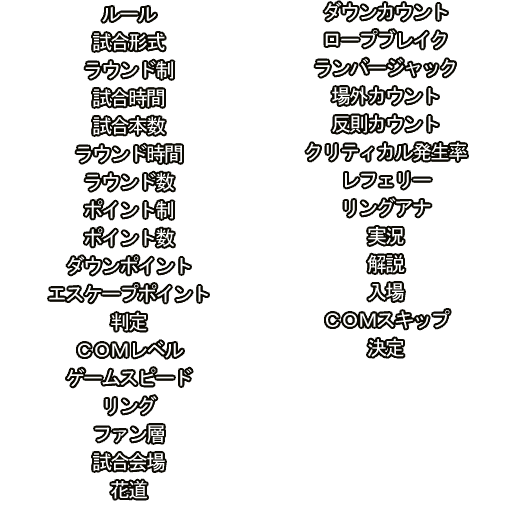 ルール
試合形式
ラウンド制
試合時間
試合本数
ラウンド時間
ラウンド数
ポイント制
ポイント数
ダウンポイント
エスケープポイント
判定
ＣＯＭレベル
ゲームスピード
リング
ファン層
試合会場
花道
ダウンカウント
ロープブレイク
ランバージャック
場外カウント
反則カウント
クリティカル発生率
レフェリー
リングアナ
実況
解説
入場
ＣＯＭスキップ
決定